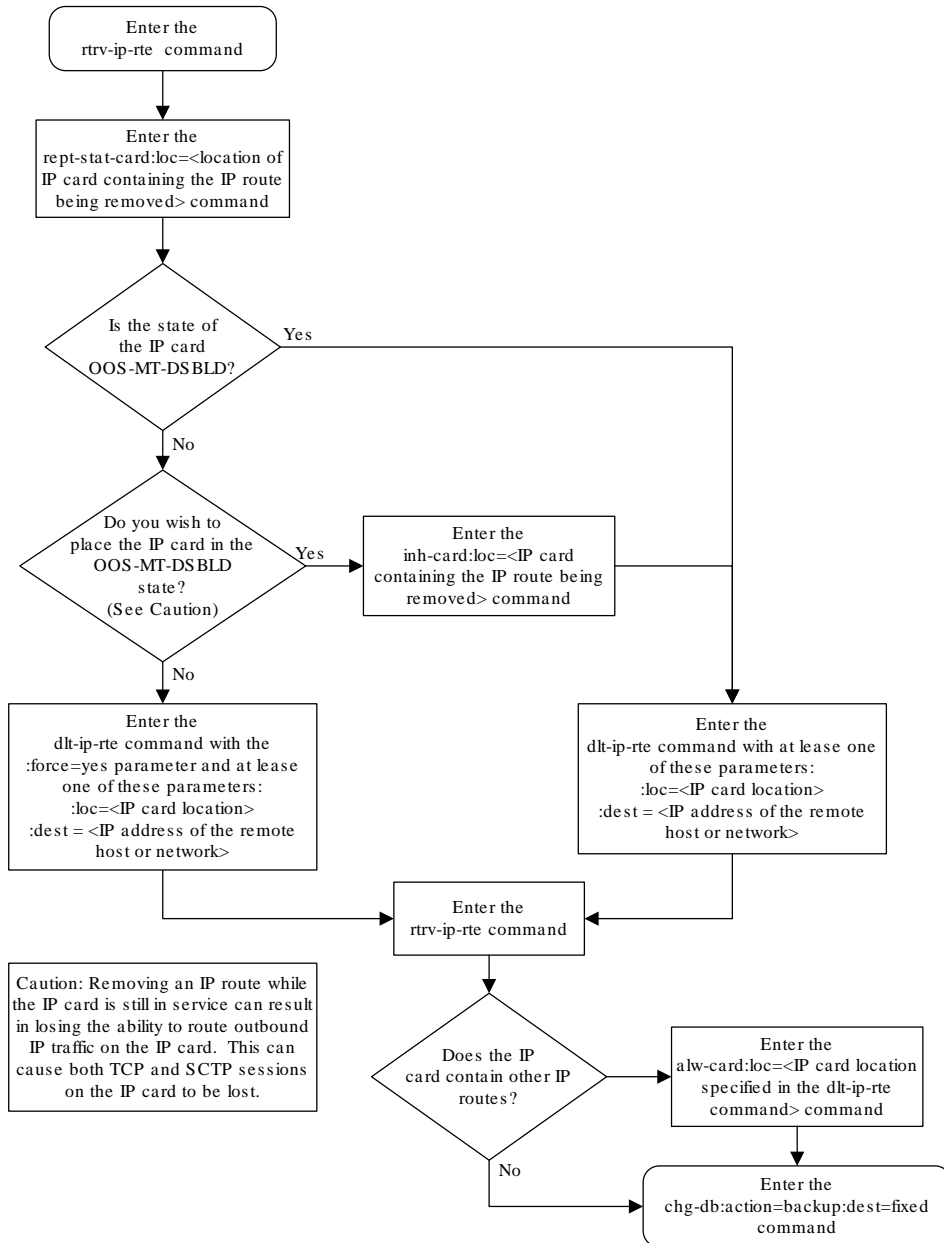 Enter the
rtrv-ip-rte command
Enter the
rept-stat-card:loc=<location of
IP card containing the IP route
being removed> command
Is the state of
the IP card
OOS-MT-DSBLD?
Yes
No
Do you wish to
place the IP card in the
OOS-MT-DSBLD
state?
(See Caution)
Yes
Enter the
inh-card:loc=<IP card
containing the IP route being
removed> command
No
Enter the
dlt-ip-rte command with the
:force=yes parameter and at lease
one of these parameters:
:loc=<IP card location>
:dest = <IP address of the remote
host or network>
Enter the
dlt-ip-rte command with at lease one
of these parameters:
:loc=<IP card location>
:dest = <IP address of the remote
host or network>
Enter the
rtrv-ip-rte command
Caution: Removing an IP route while
the IP card is still in service can result
in losing the ability to route outbound
IP traffic on the IP card. This can
cause both TCP and SCTP sessions
on the IP card to be lost.
Does the IP
card contain other IP
routes?
Enter the
alw-card:loc=<IP card location
specified in the dlt-ip-rte
command> command
No
Enter the
chg-db:action=backup:dest=fixed
command